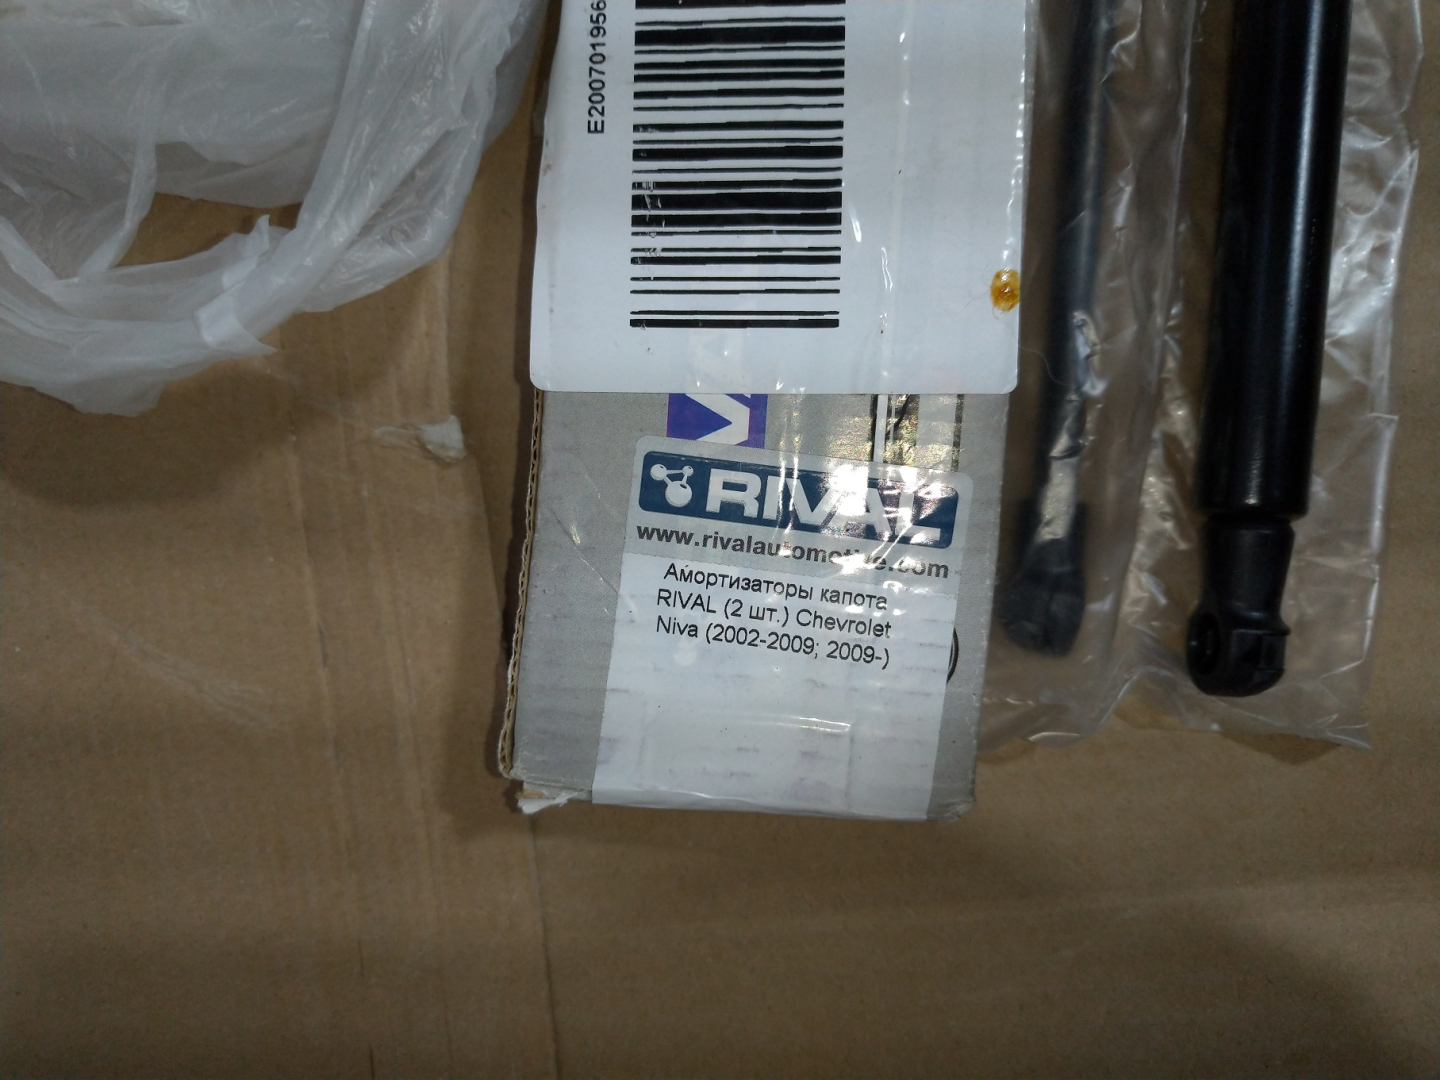 E200701956
RIVAL
www.rivalautomotive.com
Амортизаторы капота
RIVAL (2 шт.) Chevrolet
Niva (2002-2009; 2009-)